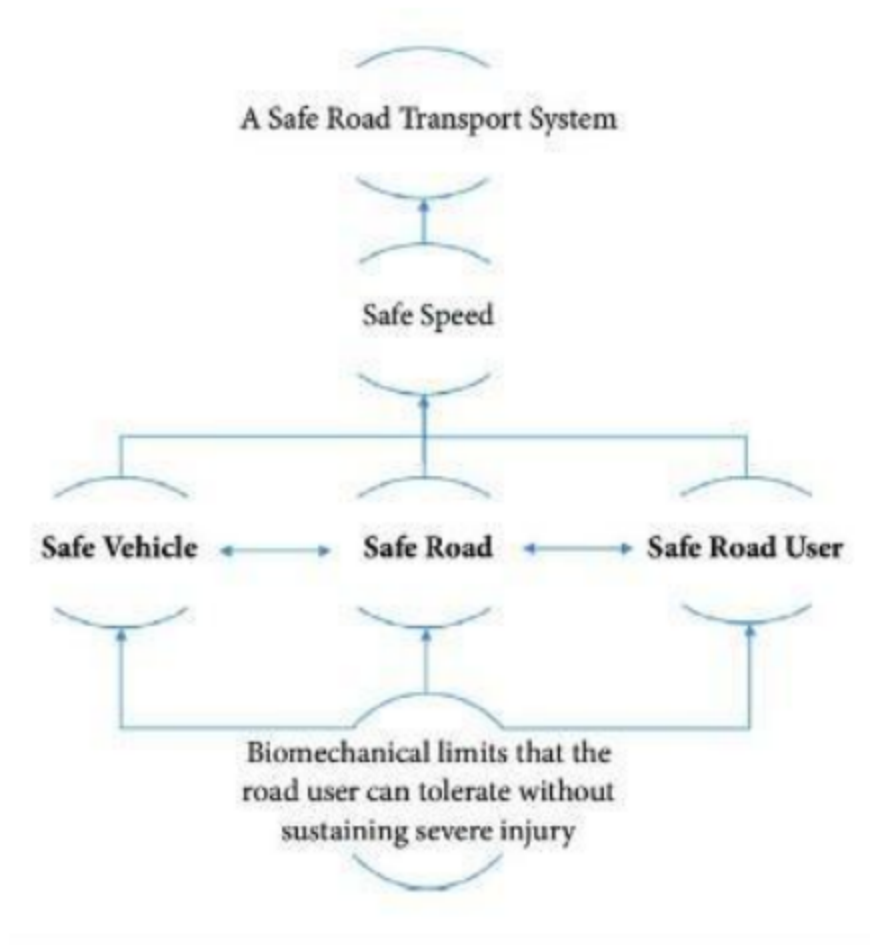 A Safe Road Transport System
Safe Speed
Safe Vehicle
Safe Road
Safe Road User
Biomechanical limits that the
road user can tolerate without
sustaining severe injury